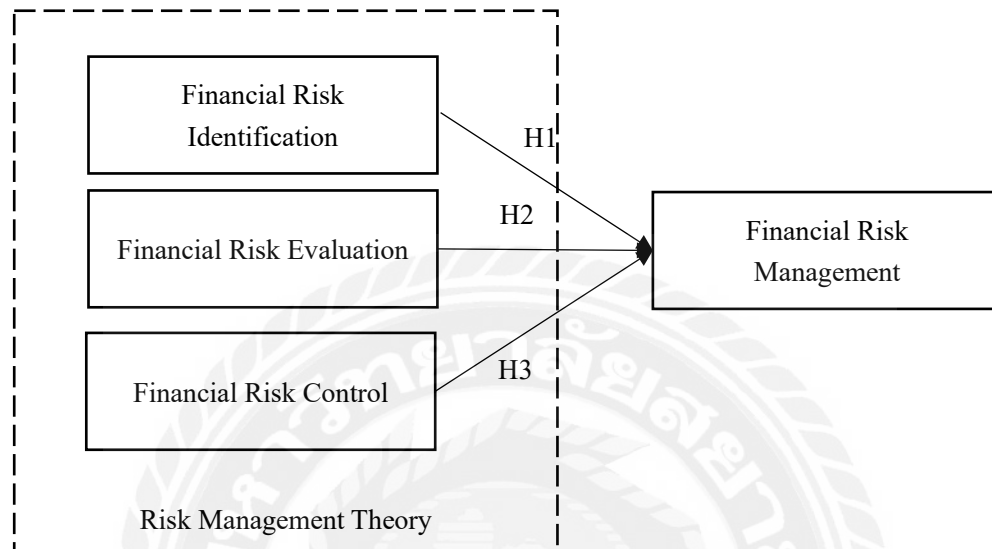 Financial Risk
Identification
H1
Financial Risk Evaluation
H2
Financial Risk
Management
Financial Risk Control
H3
Risk Management Theory